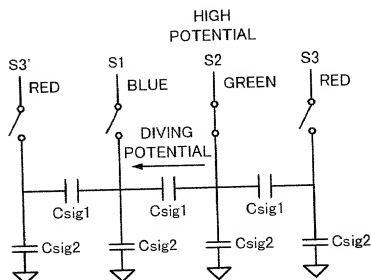 HIGH
POTENTIAL
S3' S1 S2 S3
RED BLUE GREEN RED
DIVING
POTENTIAL
Csig1 Csig1 Csig1
Csig2 Csig2 Csig2 Csig2